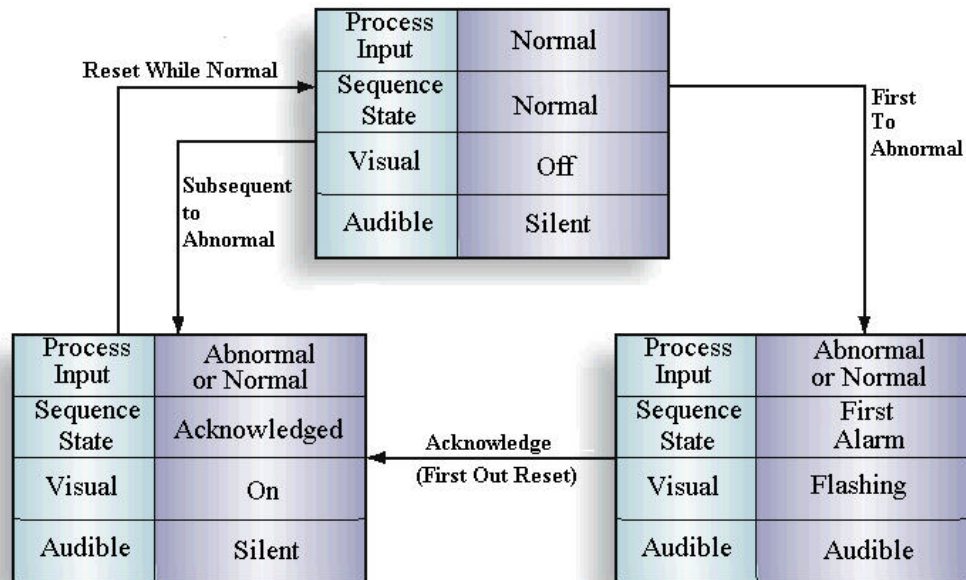 Process
Input
Normal
Sequence
State
Normal
Visual
Off
Audible
Silent
Reset While Normal
First
To
Abnormal
Subsequent
to
Abnormal
Process
Input
Abnormal
or Normal
Sequence
State
Acknowledged
Visual
On
Audible
Silent
Acknowledge
(First Out Reset)
Process
Input
Abnormal
or Normal
Sequence
State
First
Alarm
Visual
Flashing
Audible
Audible